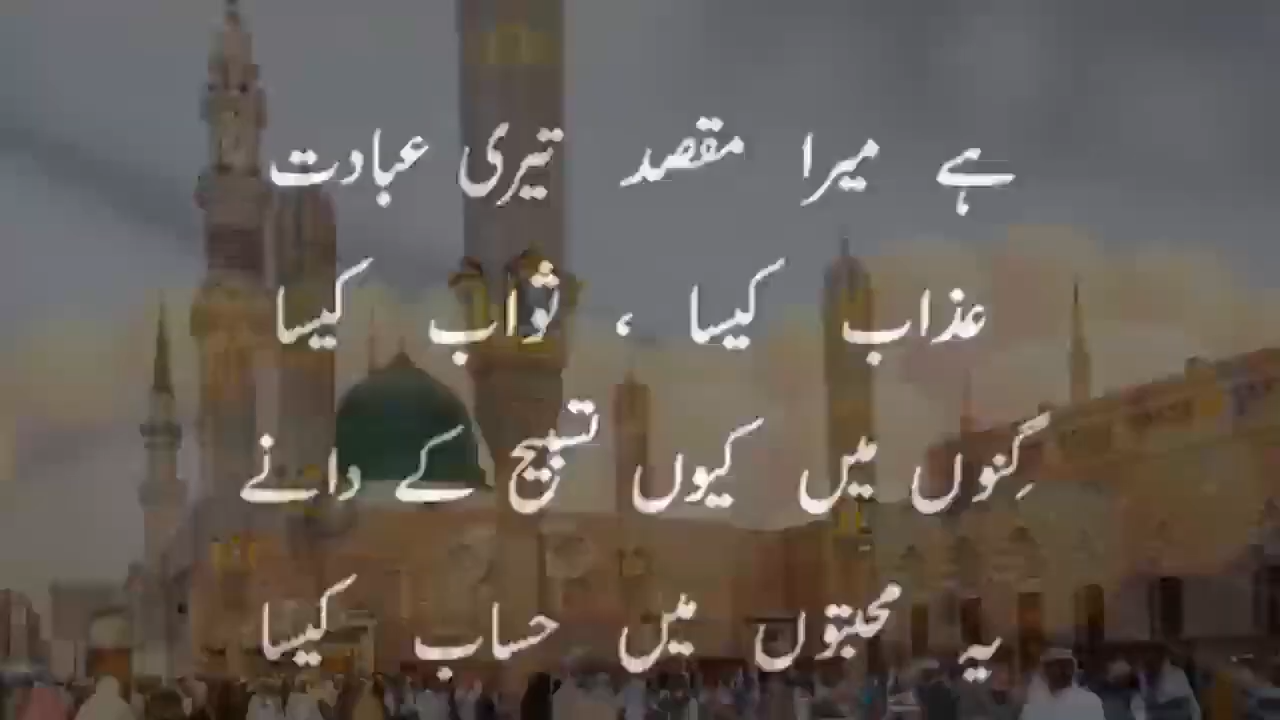 ہے میرا مقصد تیری عبادت
عذاب کیسا ، ثواب کیسا
گِنوں میں کیوں تسبیح کے دانے
یہ محبتوں میں حساب کیسا